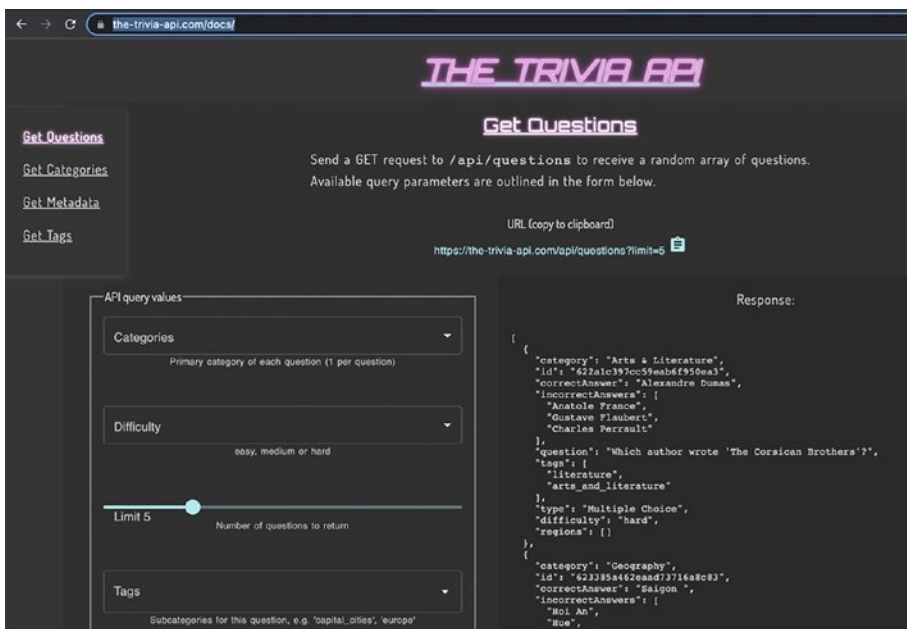 the-trivia-api.com/docs/
THE TRIVIA API
Get Questions
Get Categories
Get Metadata
Get Tags
Get Questions
Send a GET request to /api/questions to receive a random array of questions.
Available query parameters are outlined in the form below.
URL (copy to clipboard)
https://the-trivia-api.com/api/questions?limit=5
API query values
Categories
Primary category of each question (1 per question)
Difficulty
easy, medium or hard
Limit 5
Number of questions to return
Tags
Subcategories for this question, e.g. 'capital_cities', 'europe'
Response:
[
{
"category": "Arts & Literature",
"id": "622a1c397cc59eab6f950ea3",
"correctAnswer": "Alexandre Dumas",
"incorrectAnswers": [
"Anatole France",
"Gustave Flaubert",
"Charles Perrault"
],
"question": "Which author wrote 'The Corsican Brothers'?",
"tags": [
"literature",
"arts_and_literature"
],
"type": "Multiple Choice",
"difficulty": "hard",
"regions": []
},
{
"category": "Geography",
"id": "623385a462eaad73716a8c83",
"correctAnswer": "Saigon ",
"incorrectAnswers": [
"Hoi An",
"Hue",